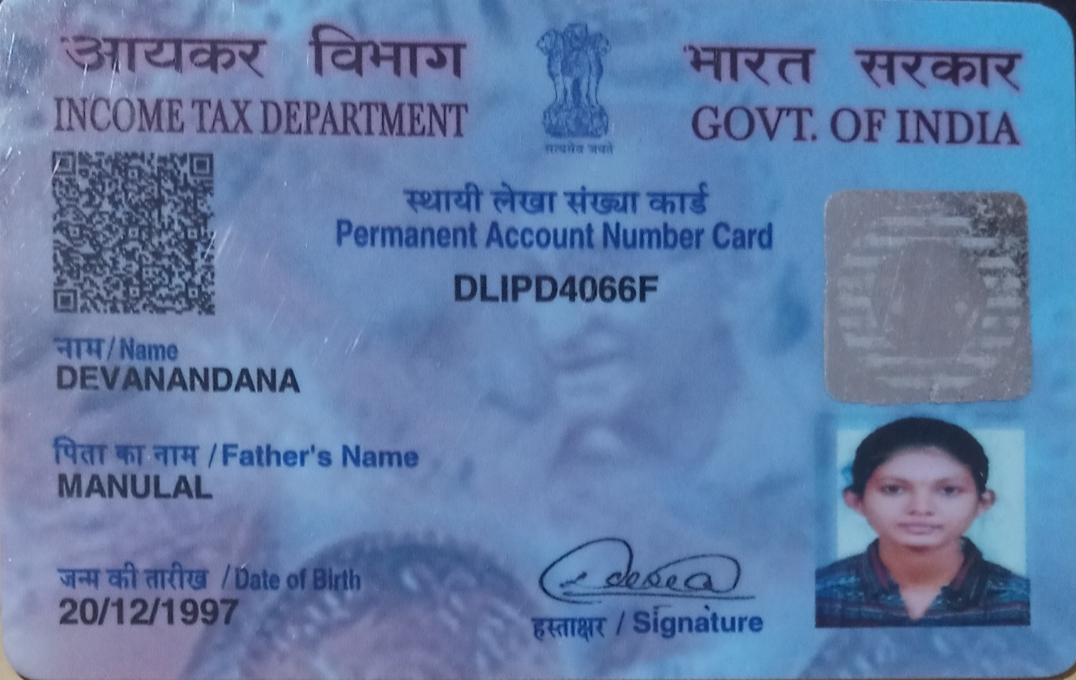 आयकर विभाग
INCOME TAX DEPARTMENT
सत्यमेव जयते
भारत सरकार
GOVT. OF INDIA
स्थायी लेखा संख्या कार्ड
Permanent Account Number Card
DLIPD4066F
नाम/Name
DEVANANDANA
पिता का नाम /Father's Name
MANULAL
जन्म की तारीख /Date of Birth
20/12/1997
हस्ताक्षर / Signature